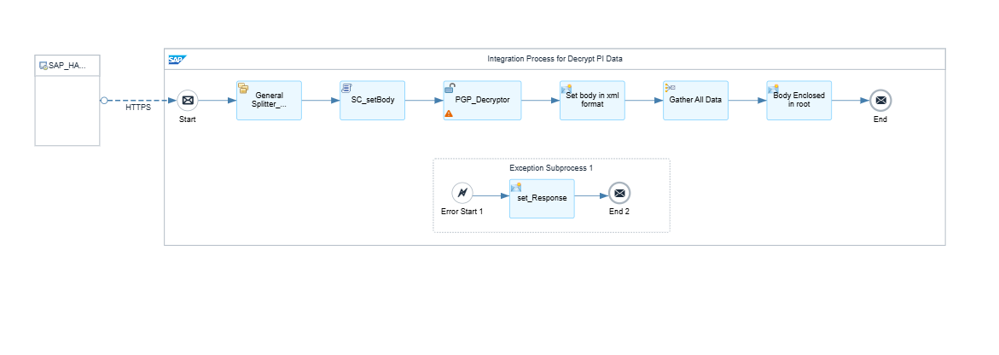 SAP_HA...
SAP
Integration Process for Decrypt PI Data
HTTPS
Start
General
Splitter_...
SC_setBody
PGP_Decryptor
Set body in xml
format
Gather All Data
Body Enclosed
in root
End
Exception Subprocess 1
Error Start 1
set_Response
End 2